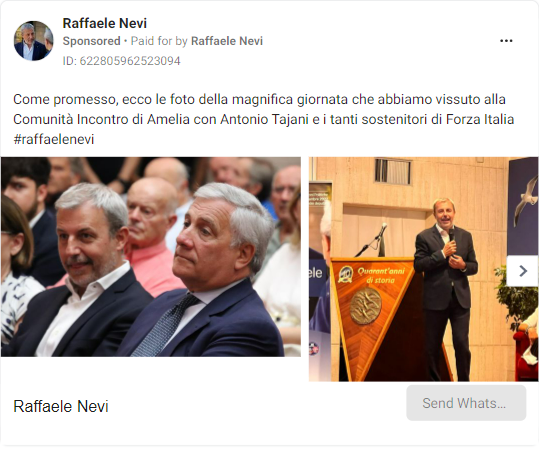 Raffaele Nevi
Sponsored • Paid for by Raffaele Nevi
ID: 622805962523094
Come promesso, ecco le foto della magnifica giornata che abbiamo vissuto alla
Comunità Incontro di Amelia con Antonio Tajani e i tanti sostenitori di Forza Italia
#raffaelenevi
Quarant'anni
di storia
Raffaele Nevi
Send Whats...